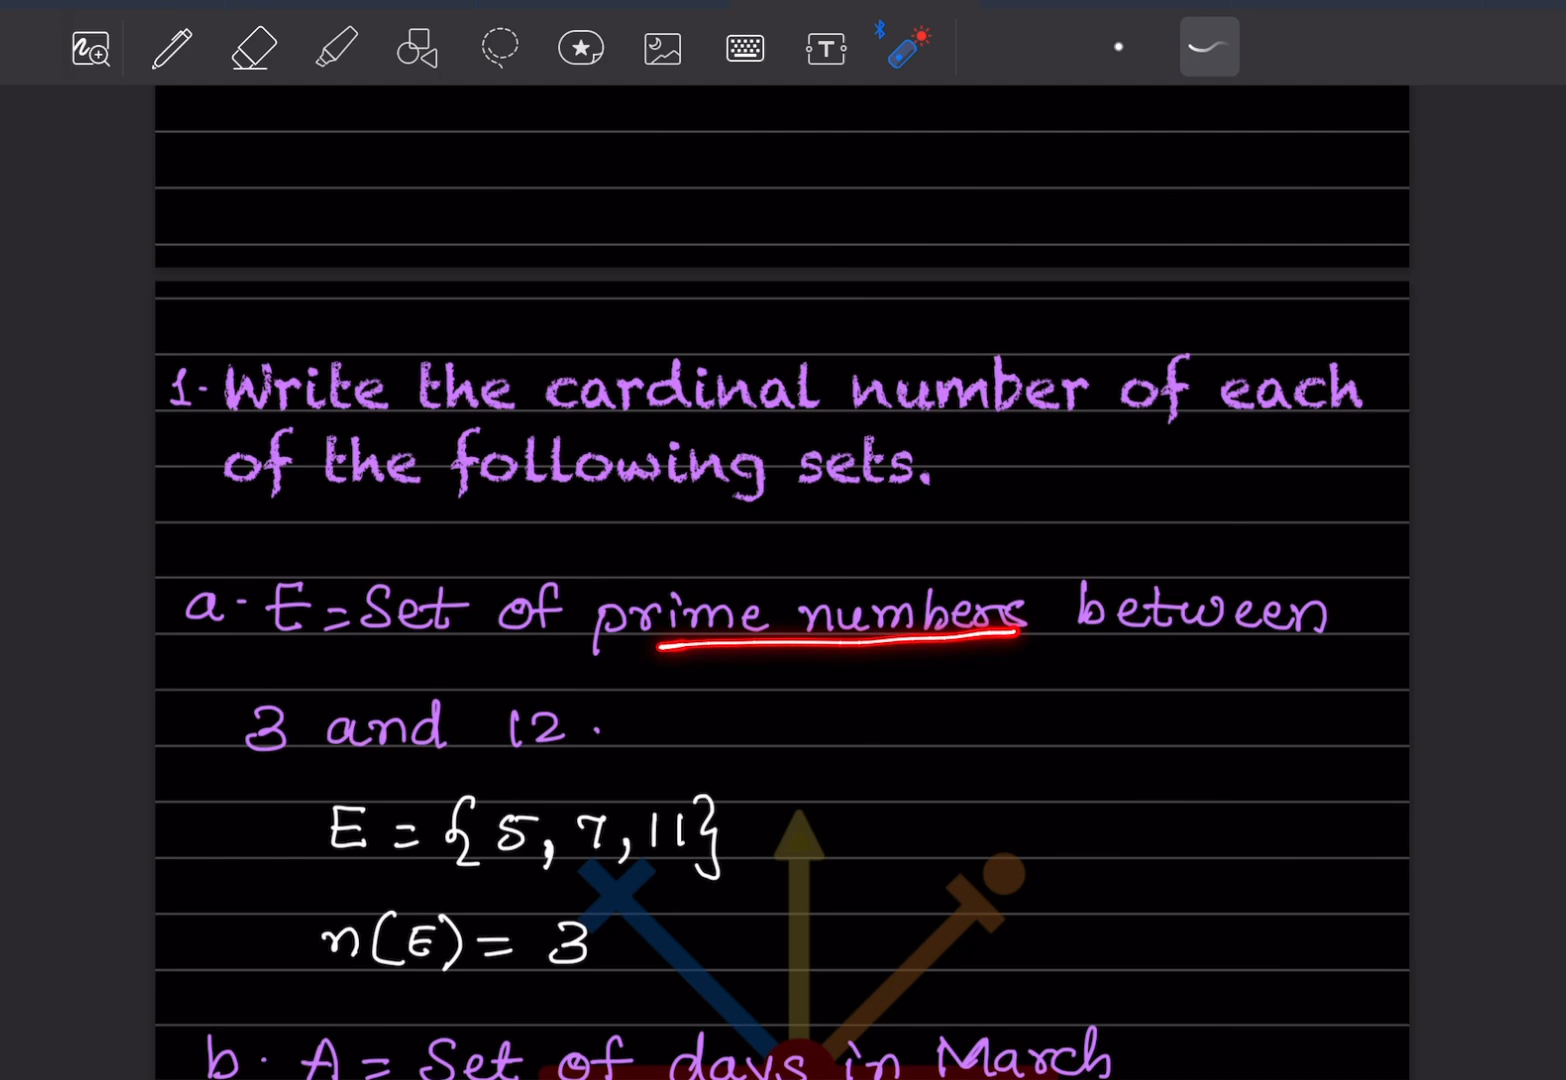 1. Write the cardinal number of each
of the following sets.
a. E = Set of prime numbers between
3 and 12.
E = {5, 7, 11}
n(E) = 3
b. A = Set of days in March